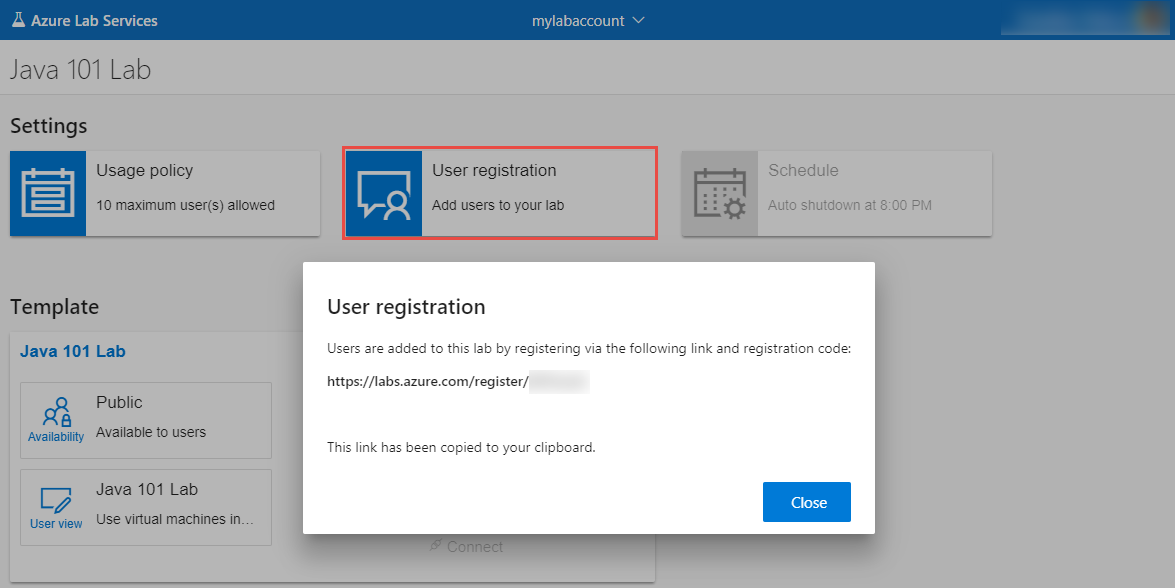 Azure Lab Services
mylabaccount
Java 101 Lab
Settings
Usage policy
10 maximum user(s) allowed
User registration
Add users to your lab
Schedule
Auto shutdown at 8:00 PM
Template
Java 101 Lab
Public
Availability
Available to users
Java 101 Lab
User view
Use virtual machines in...
User registration
Users are added to this lab by registering via the following link and registration code:
https://labs.azure.com/register/
This link has been copied to your clipboard.
Close
Connect